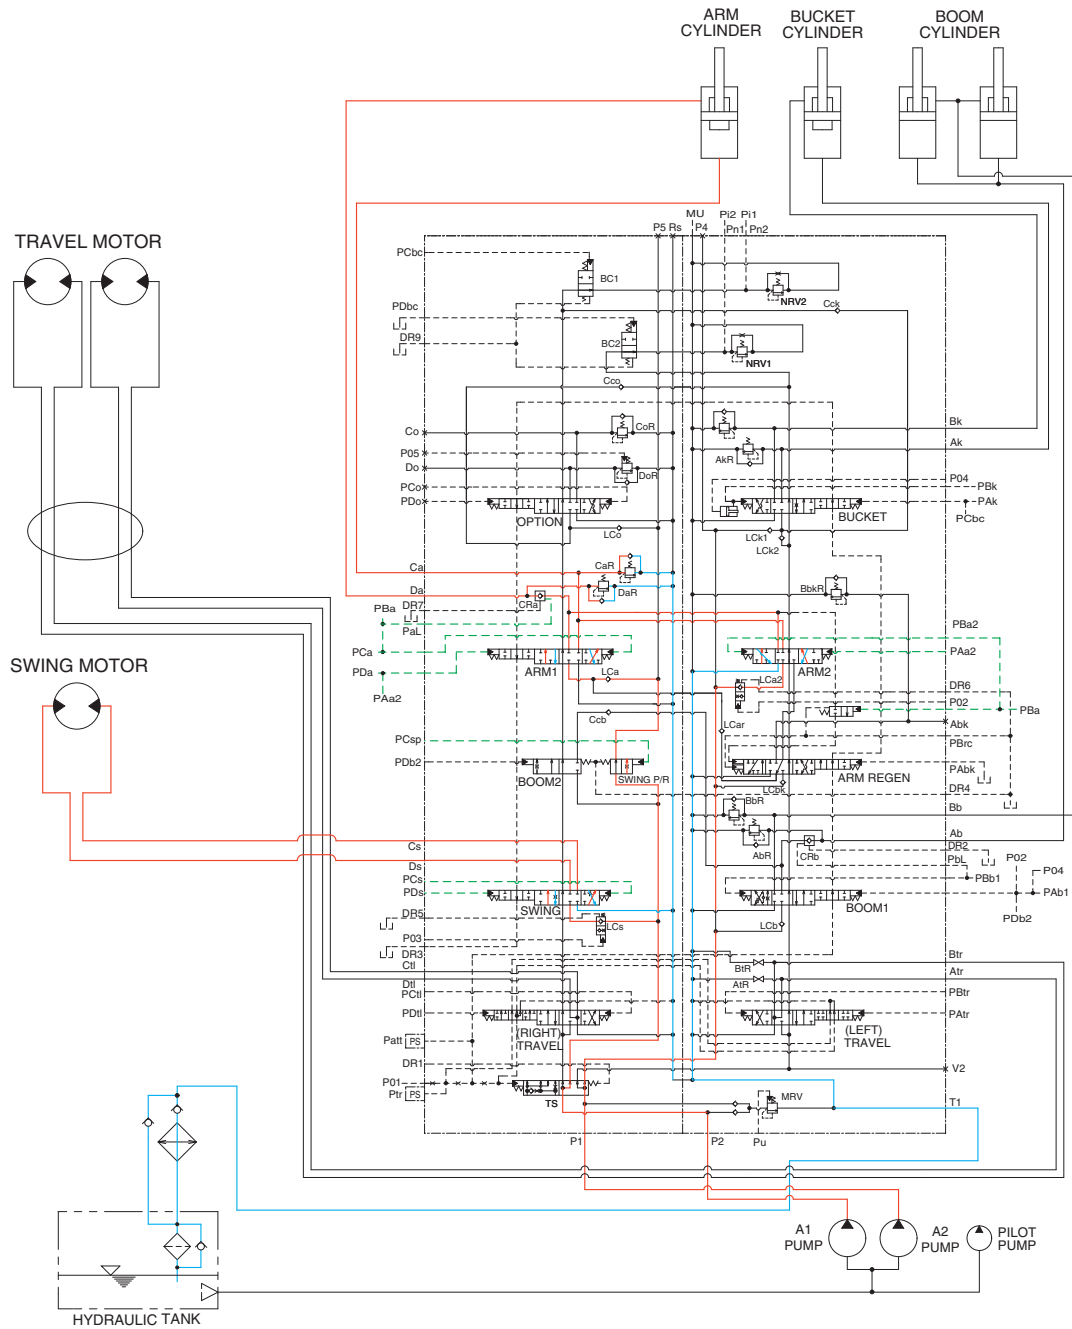 ARM
CYLINDER
BUCKET
CYLINDER
BOOM
CYLINDER
TRAVEL MOTOR
SWING MOTOR
P5 Rs
MU
P4
Pi2 Pi1
Pn1 Pn2
PCbc
BC1
NRV2
Cck
PDbc
DR9
BC2
NRV1
Cco
Co
CoR
P05
Do
DoR
PCo
PDo
OPTION
LCo
Bk
Ak
AkR
P04
PBk
PAk
PCbc
BUCKET
LCk1
LCk2
Ca
CaR
Da
DaR
DR7
CRa
PBa
PaL
PCa
PDa
PAa2
ARM1
LCa
BbkR
PBa2
PAa2
ARM2
LCa2
DR6
P02
PBa
Abk
LCar
Ccb
PCsp
PDb2
BOOM2
SWING P/R
PBrc
PAbk
ARM REGEN
LCbk
DR4
BbR
Bb
AbR
Ab
CRb
DR2
PbL
P02
P04
PBb1
PAb1
PDb2
BOOM1
LCb
Cs
Ds
PCs
PDs
SWING
DR5
LCs
P03
DR3
Ctl
Dtl
PCtl
PDtl
(RIGHT)
TRAVEL
Btr
BtR
Atr
AtR
PBtr
PAtr
(LEFT)
TRAVEL
Patt PS
DR1
P01
Ptr PS
TS
V2
MRV
T1
P1
P2
Pu
A1
PUMP
A2
PUMP
PILOT
PUMP
HYDRAULIC TANK